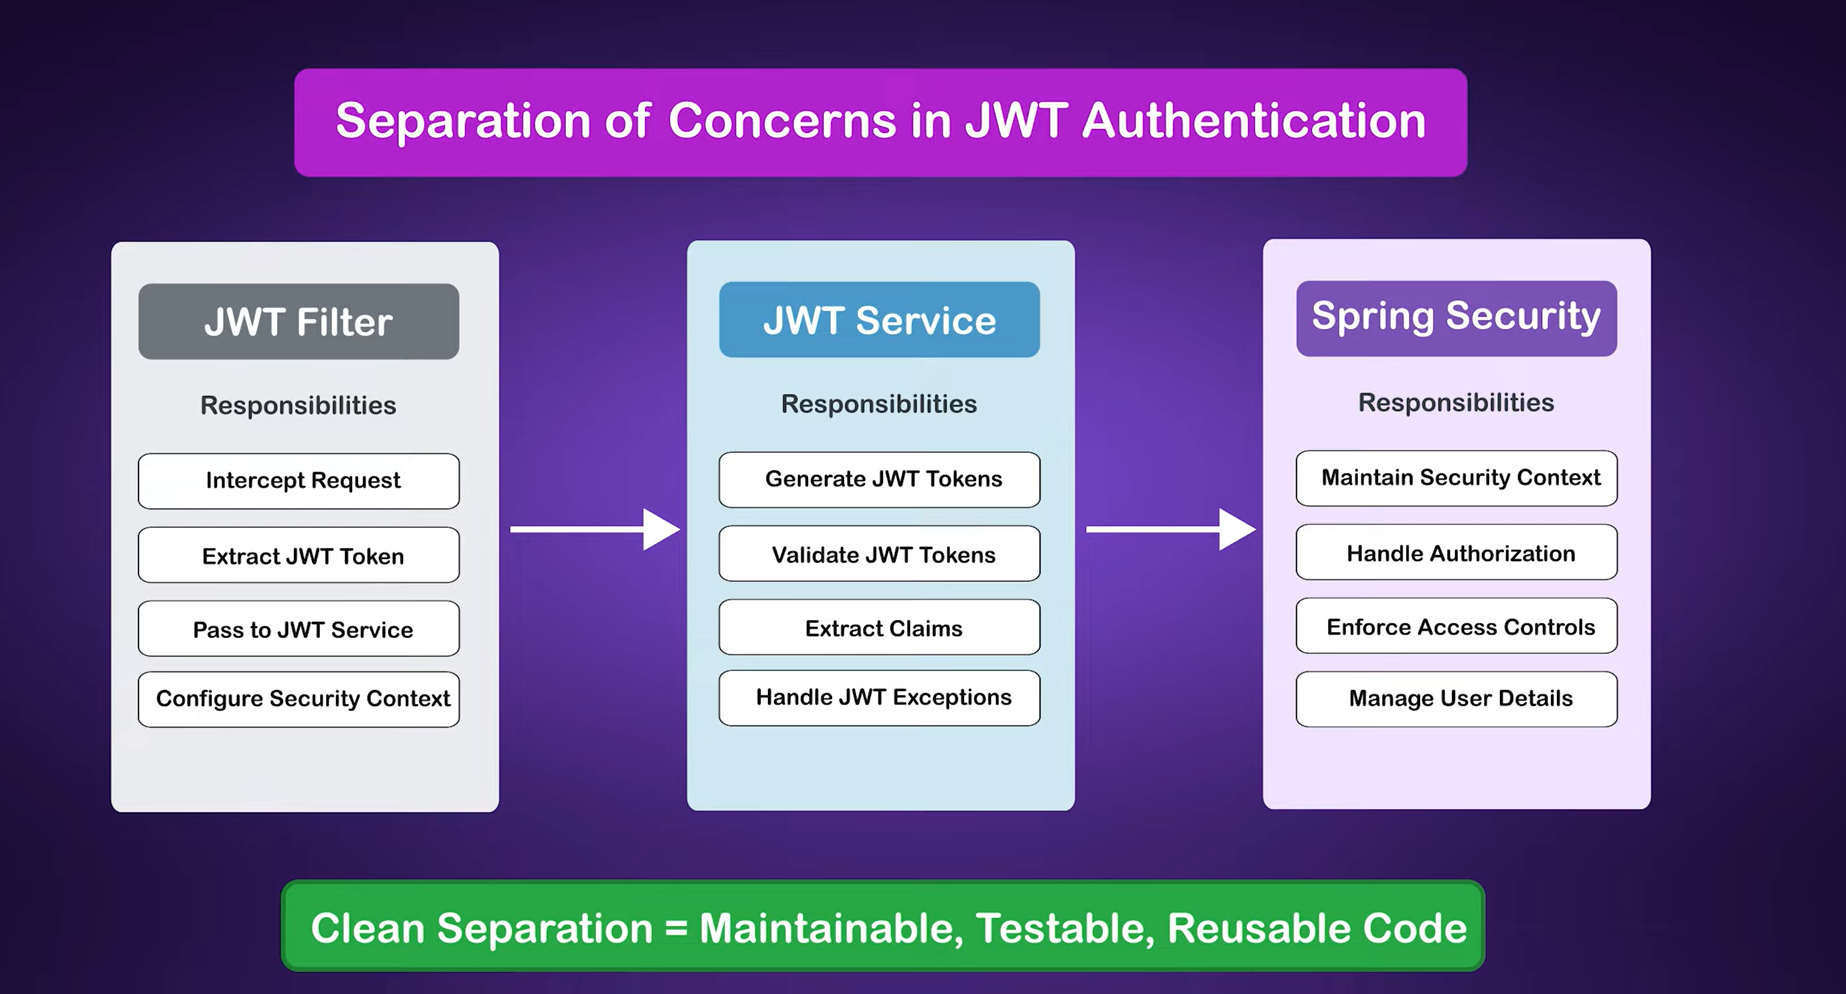 Separation of Concerns in JWT Authentication
JWT Filter
Responsibilities
Intercept Request
Extract JWT Token
Pass to JWT Service
Configure Security Context
JWT Service
Responsibilities
Generate JWT Tokens
Validate JWT Tokens
Extract Claims
Handle JWT Exceptions
Spring Security
Responsibilities
Maintain Security Context
Handle Authorization
Enforce Access Controls
Manage User Details
Clean Separation = Maintainable, Testable, Reusable Code